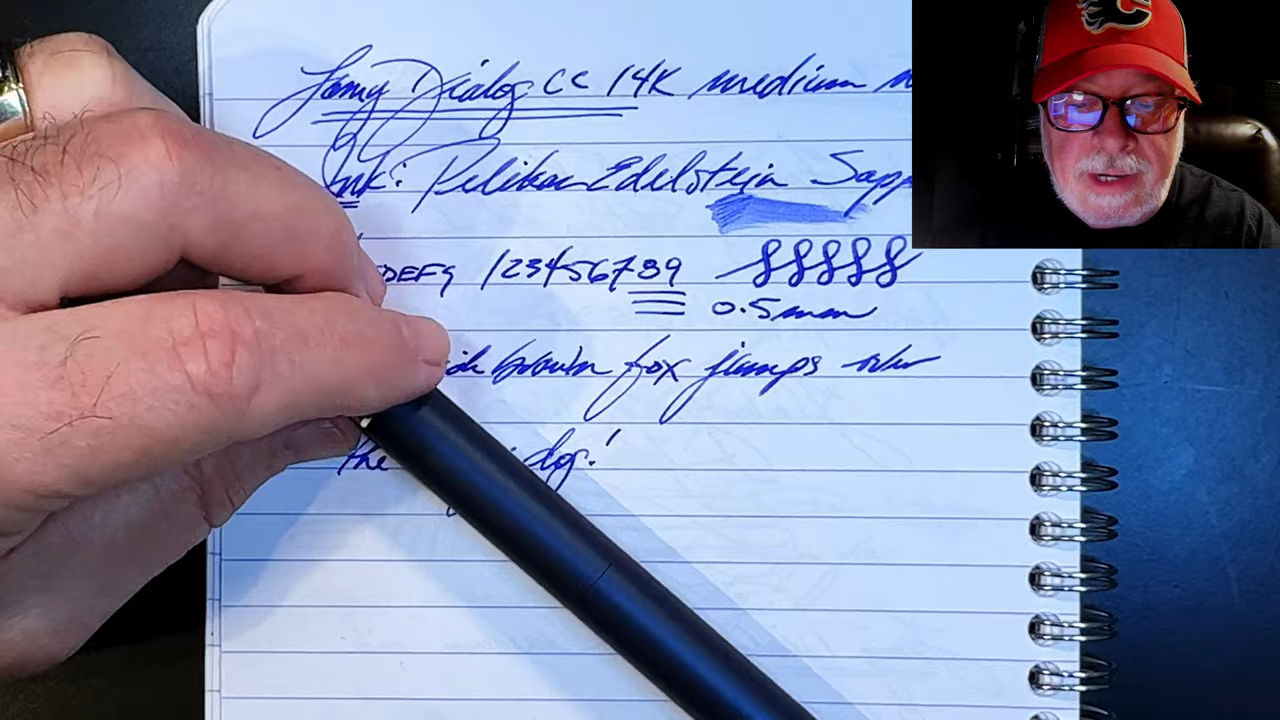 Lamy Dialog CC 14K medium
Ink: Pelikan Edelstein Sapp
DEFG 123456789
0.5mm
brown fox jumps over
the dog!
C